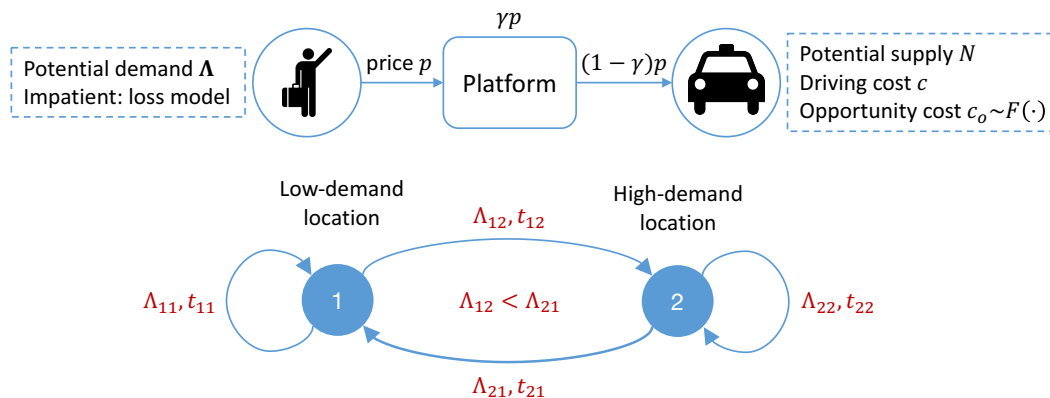 γp
Potential demand Λ
Impatient: loss model
price p
Platform
(1 − γ)p
Potential supply N
Driving cost c
Opportunity cost cₒ~F(·)
Low-demand
location
High-demand
location
Λ₁₂, t₁₂
Λ₁₁, t₁₁
1
Λ₁₂ < Λ₂₁
2
Λ₂₂, t₂₂
Λ₂₁, t₂₁